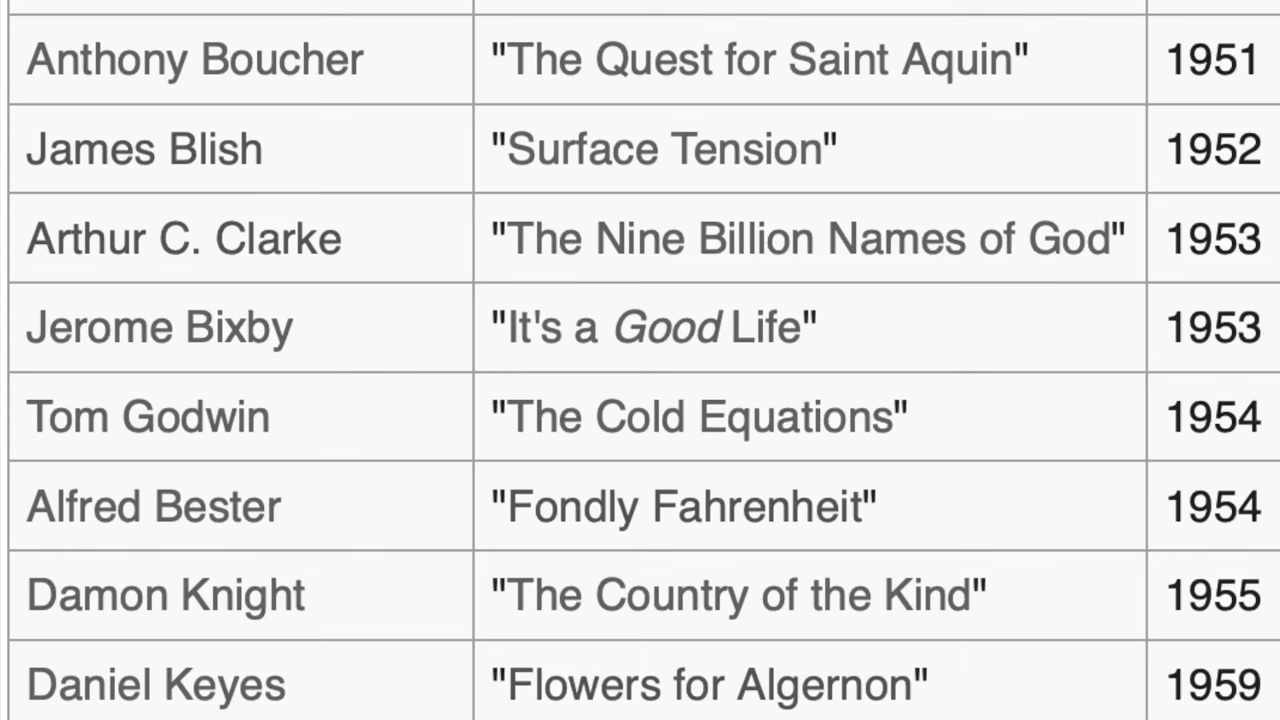 Anthony Boucher "The Quest for Saint Aquin" 1951
James Blish "Surface Tension" 1952
Arthur C. Clarke "The Nine Billion Names of God" 1953
Jerome Bixby "It's a Good Life" 1953
Tom Godwin "The Cold Equations" 1954
Alfred Bester "Fondly Fahrenheit" 1954
Damon Knight "The Country of the Kind" 1955
Daniel Keyes "Flowers for Algernon" 1959